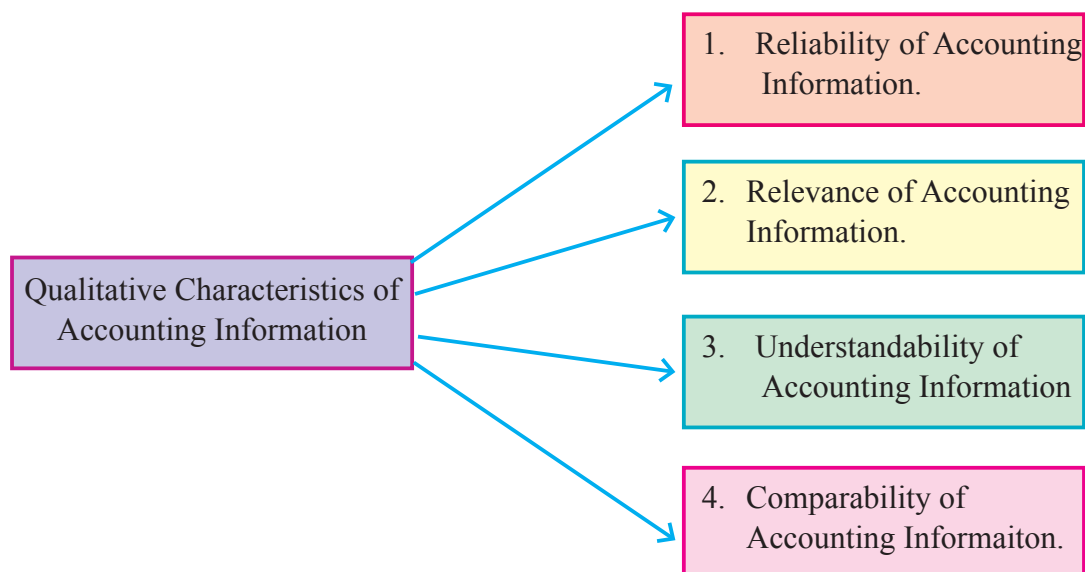 Qualitative Characteristics of
Accounting Information
1. Reliability of Accounting
Information.
2. Relevance of Accounting
Information.
3. Understandability of
Accounting Information
4. Comparability of
Accounting Informaiton.